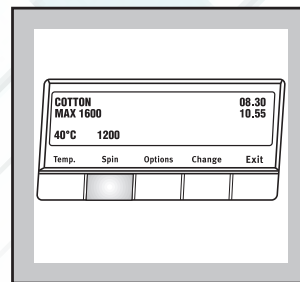 COTTON 08.30
MAX 1600 10.55
40°C 1200
Temp. Spin Options Change Exit